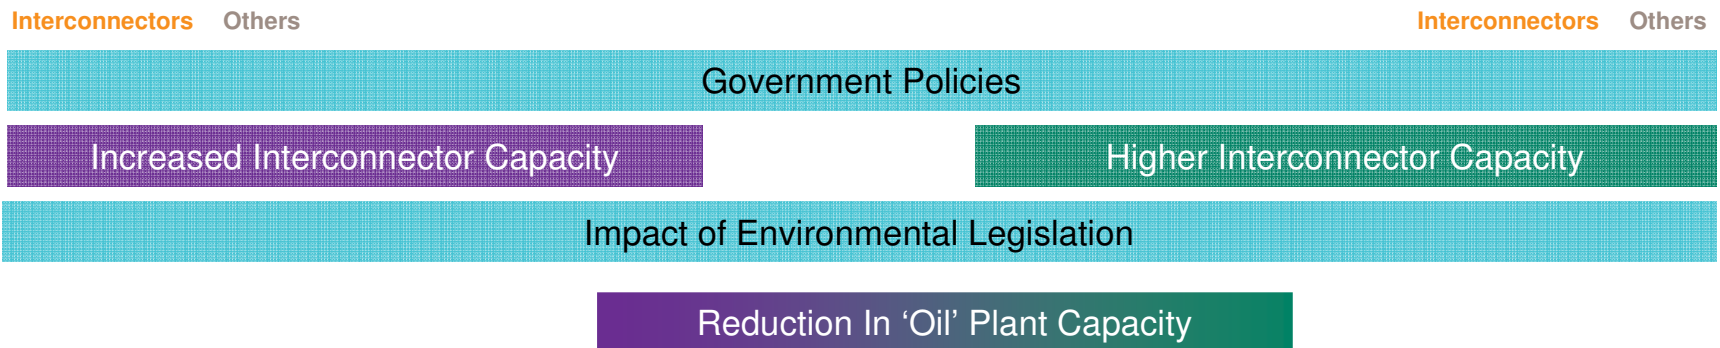 Interconnectors Others Interconnectors Others
Government Policies
Increased Interconnector Capacity Higher Interconnector Capacity
Impact of Environmental Legislation
Reduction In ‘Oil’ Plant Capacity